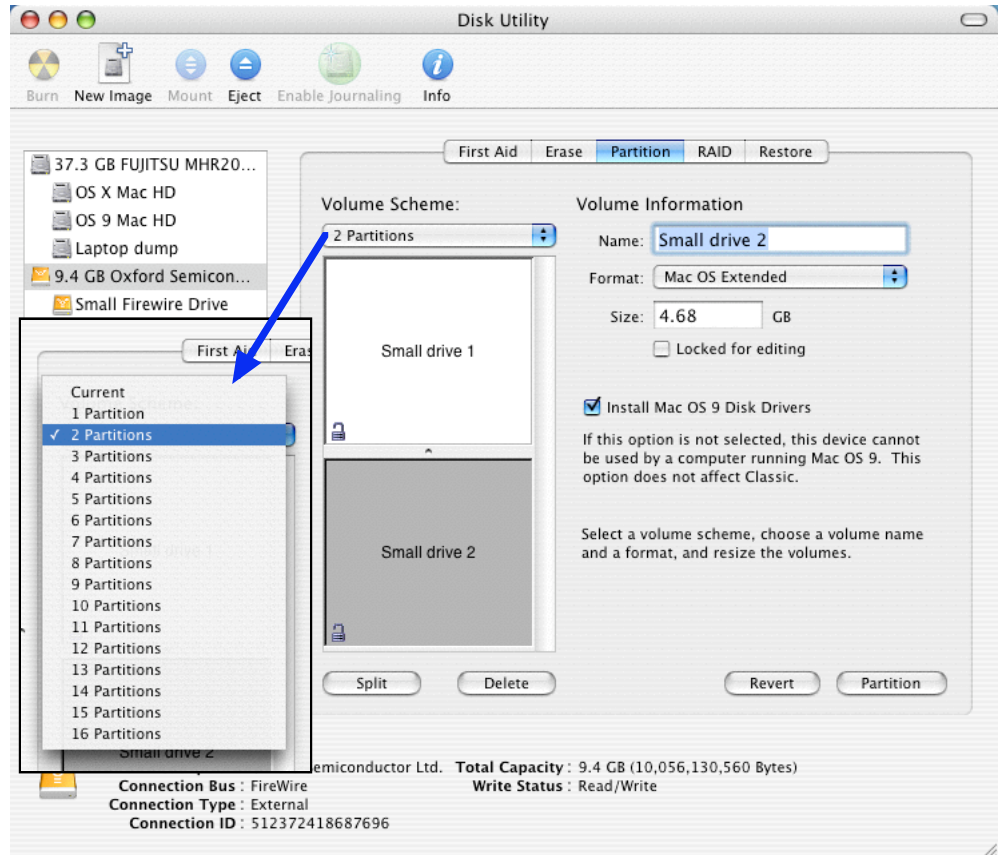 Disk Utility
Burn New Image Mount Eject Enable Journaling Info
37.3 GB FUJITSU MHR20...
OS X Mac HD
OS 9 Mac HD
Laptop dump
9.4 GB Oxford Semicon...
Small Firewire Drive
First Aid Erase Partition RAID Restore
Volume Scheme:
2 Partitions
Small drive 1
Small drive 2
Split Delete
Volume Information
Name: Small drive 2
Format: Mac OS Extended
Size: 4.68 GB
Locked for editing
Install Mac OS 9 Disk Drivers
If this option is not selected, this device cannot
be used by a computer running Mac OS 9. This
option does not affect Classic.
Select a volume scheme, choose a volume name
and a format, and resize the volumes.
Revert Partition
First Aid Eras
Current
1 Partition
2 Partitions
3 Partitions
4 Partitions
5 Partitions
6 Partitions
7 Partitions
8 Partitions
9 Partitions
10 Partitions
11 Partitions
12 Partitions
13 Partitions
14 Partitions
15 Partitions
16 Partitions
Small drive 2
emiconductor Ltd.
Connection Bus : FireWire
Connection Type : External
Connection ID : 512372418687696
Total Capacity : 9.4 GB (10,056,130,560 Bytes)
Write Status : Read/Write